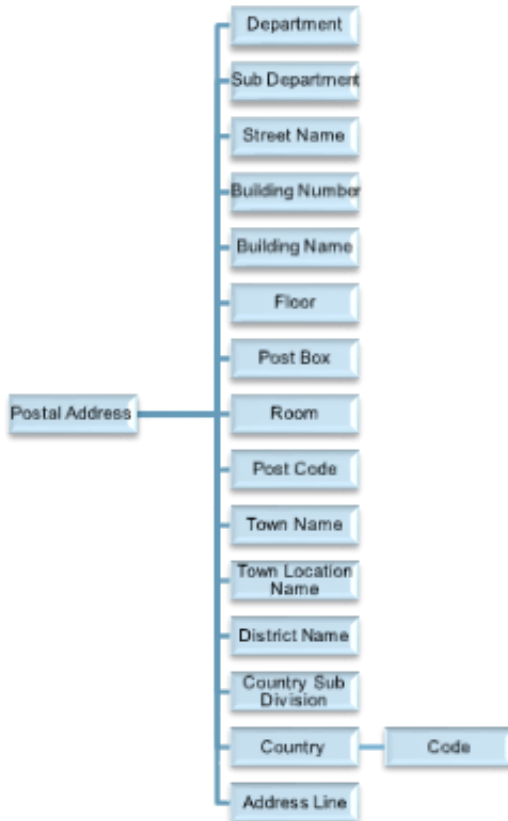 Department
Sub Department
Street Name
Building Number
Building Name
Floor
Post Box
Postal Address
Room
Post Code
Town Name
Town Location
Name
District Name
Country Sub
Division
Country
Code
Address Line